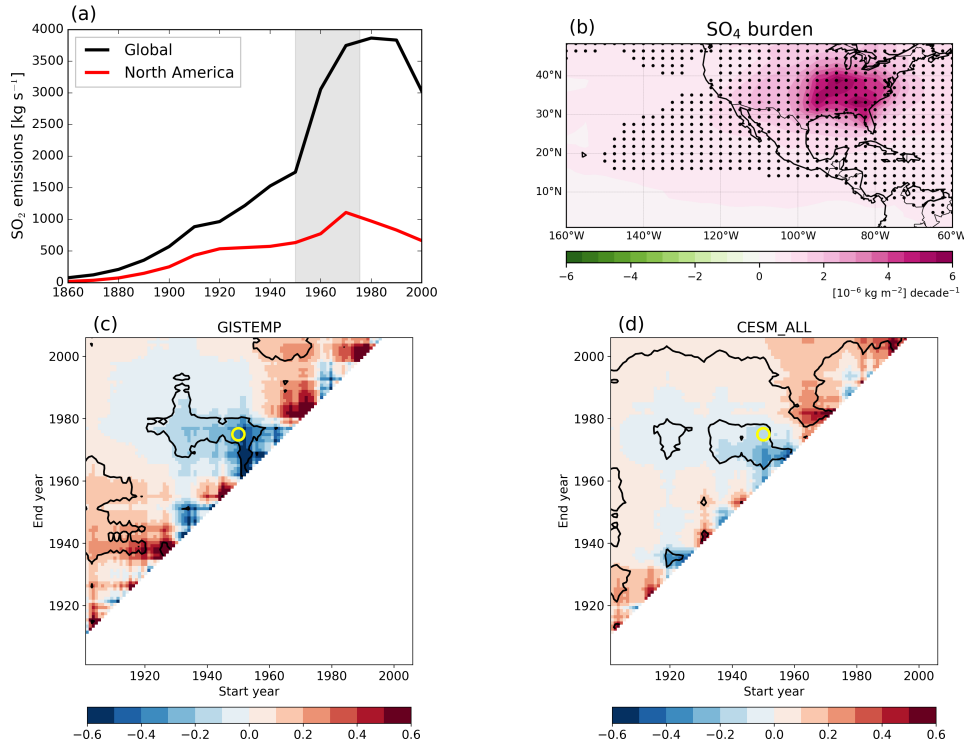 (a)
SO₂ emissions [kg s⁻¹]
Global
North America
4000
3500
3000
2500
2000
1500
1000
500
0
1860 1880 1900 1920 1940 1960 1980 2000
(b)
SO₄ burden
40°N
30°N
20°N
10°N
160°W 120°W 100°W 80°W 60°W
−6 −4 −2 0 2 4 6
[10⁻⁶ kg m⁻²] decade⁻¹
(c)
GISTEMP
End year
2000
1980
1960
1940
1920
1920 1940 1960 1980 2000
Start year
−0.6 −0.4 −0.2 0.0 0.2 0.4 0.6
(d)
CESM_ALL
End year
2000
1980
1960
1940
1920
1920 1940 1960 1980 2000
Start year
−0.6 −0.4 −0.2 0.0 0.2 0.4 0.6